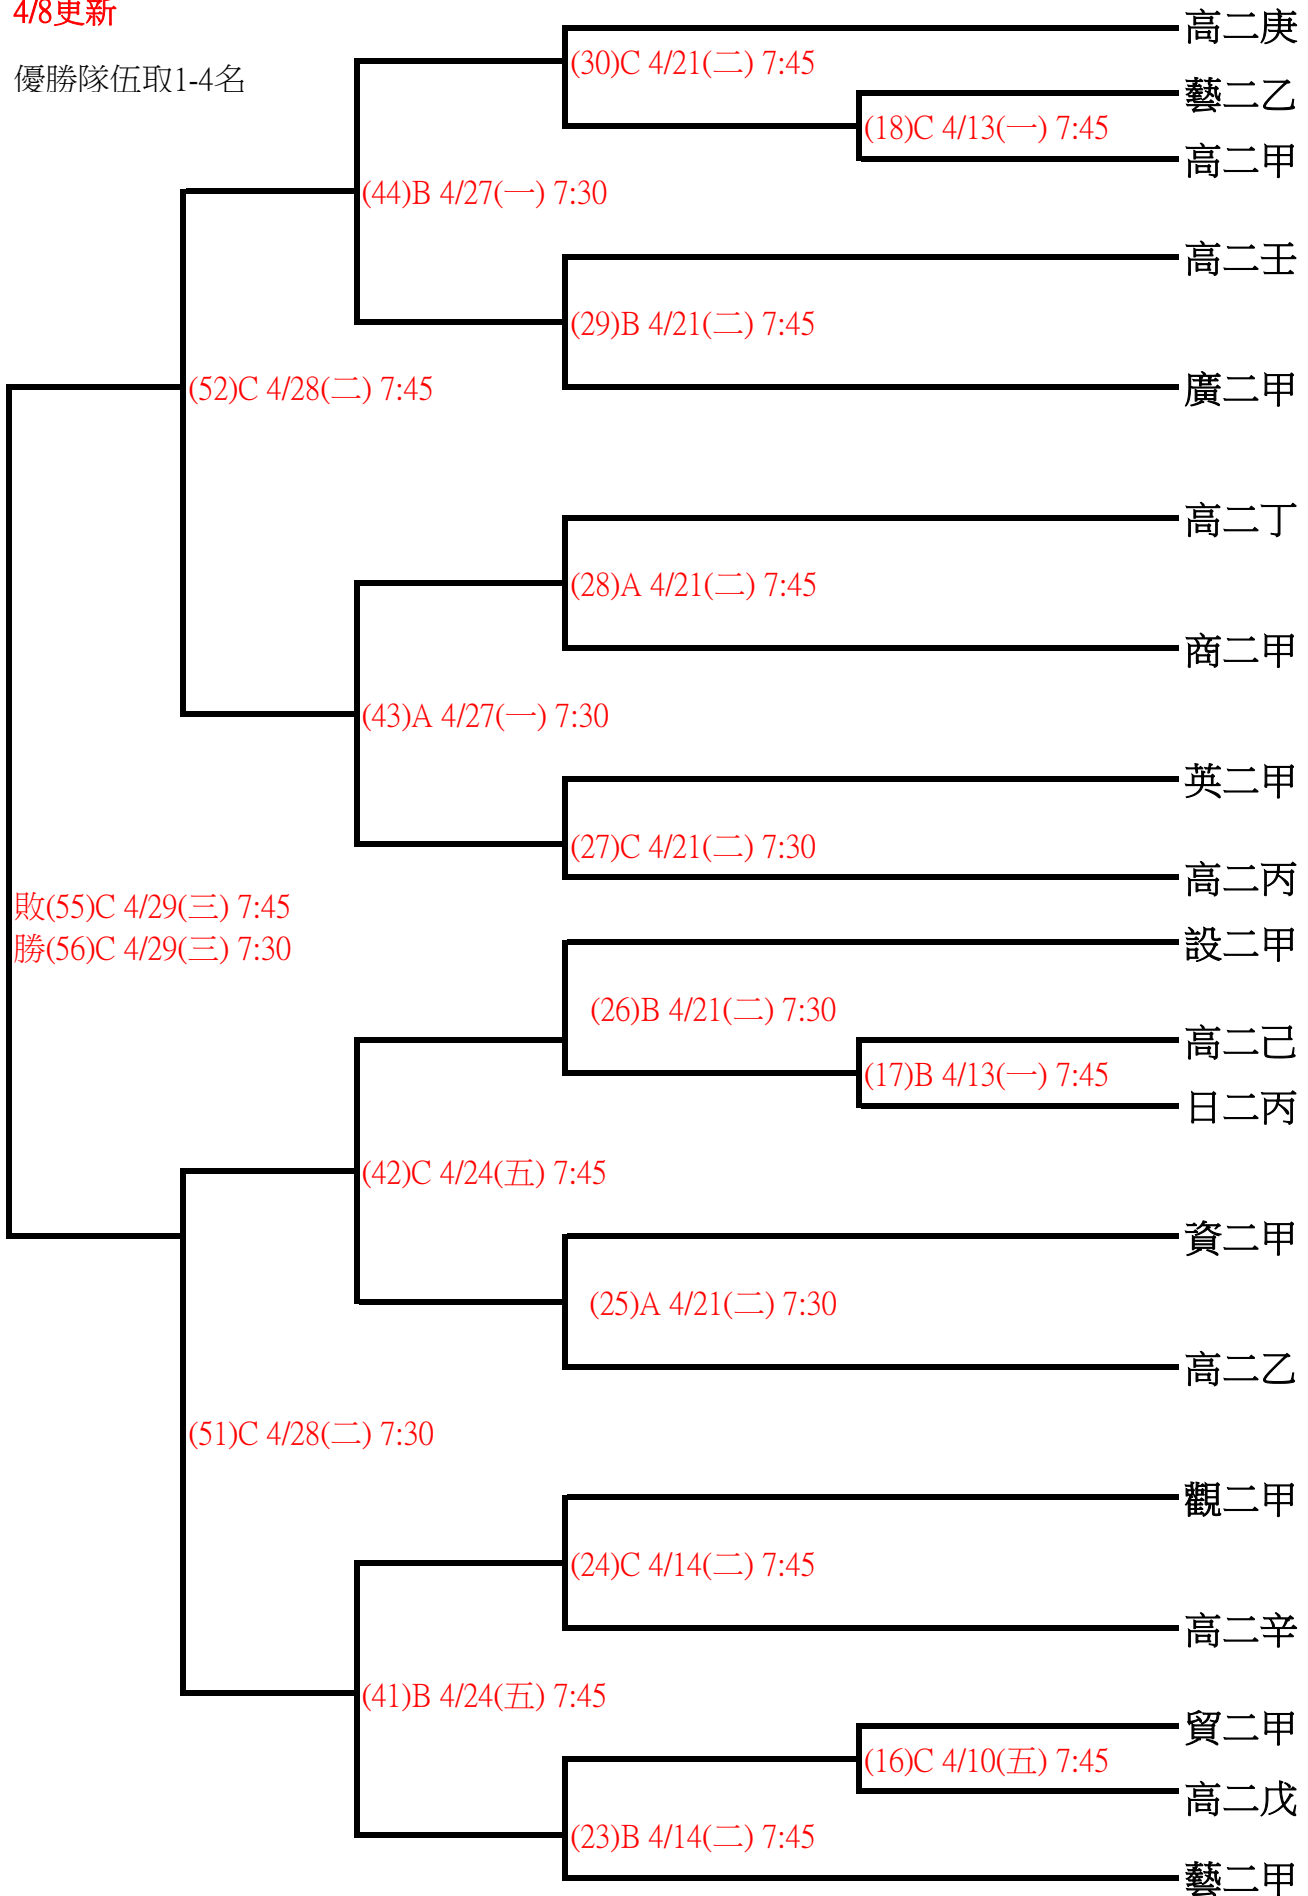 4/8更新
高二庚
(30)C 4/21(二) 7:45
優勝隊伍取1-4名
藝二乙
(18)C 4/13(一) 7:45
高二甲
(44)B 4/27(一) 7:30
高二壬
(29)B 4/21(二) 7:45
(52)C 4/28(二) 7:45
廣二甲
高二丁
(28)A 4/21(二) 7:45
商二甲
(43)A 4/27(一) 7:30
英二甲
(27)C 4/21(二) 7:30
高二丙
敗(55)C 4/29(三) 7:45
勝(56)C 4/29(三) 7:30
設二甲
(26)B 4/21(二) 7:30
高二己
(17)B 4/13(一) 7:45
日二丙
(42)C 4/24(五) 7:45
資二甲
(25)A 4/21(二) 7:30
高二乙
(51)C 4/28(二) 7:30
觀二甲
(24)C 4/14(二) 7:45
高二辛
(41)B 4/24(五) 7:45
貿二甲
(16)C 4/10(五) 7:45
高二戊
(23)B 4/14(二) 7:45
藝二甲